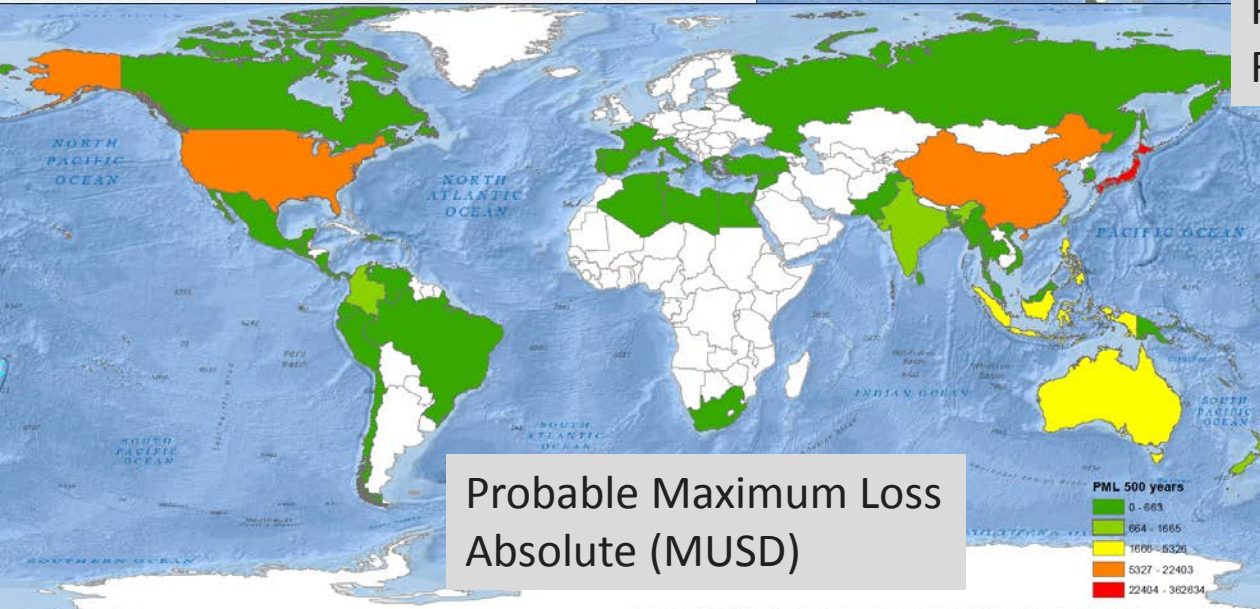 NORTH
PACIFIC
OCEAN
NORTH
ATLANTIC
OCEAN
PACIFIC OCEAN
Peru
Basin
INDIAN OCEAN
SOUTH
PACIFIC
OCEAN
SOUTH
PACIFIC
OCEAN
SOUTH
ATLANTIC
OCEAN
SOUTHERN OCEAN
Probable Maximum Loss
Absolute (MUSD)
PML 500 years
0 - 663
664 - 1665
1666 - 5326
5327 - 22403
22404 - 362634